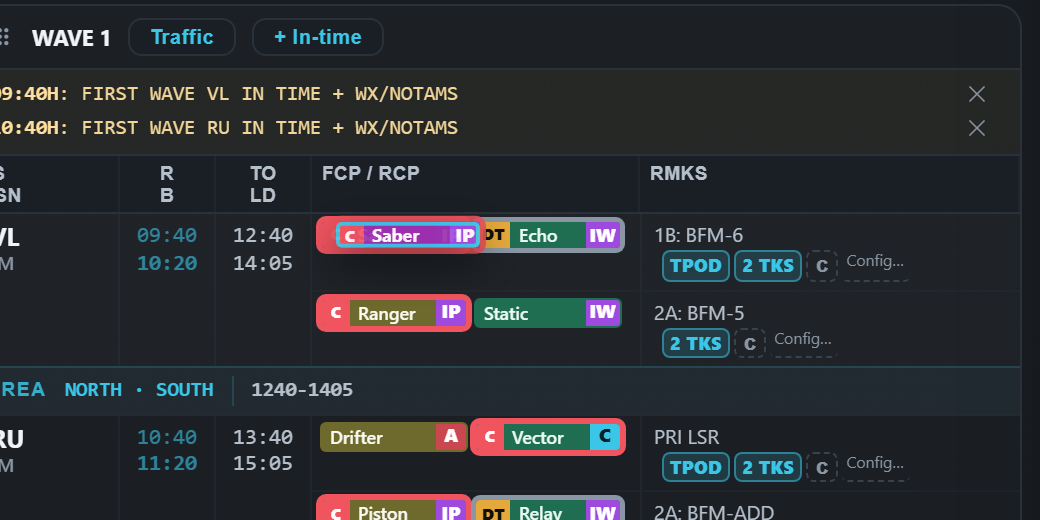 WAVE 1 Traffic + In-time
9:40H: FIRST WAVE VL IN TIME + WX/NOTAMS
0:40H: FIRST WAVE RU IN TIME + WX/NOTAMS
S R TO FCP / RCP RMKS
SN B LD
VL 09:40 12:40 C Saber IP DT Echo IW 1B: BFM-6
M 10:20 14:05 TPOD 2 TKS C Config...
C Ranger IP Static IW 2A: BFM-5
2 TKS C Config...
REA NORTH · SOUTH 1240-1405
RU 10:40 13:40 Drifter A C Vector C PRI LSR
M 11:20 15:05 TPOD 2 TKS C Config...
C Piston IP DT Relay IW 2A: BFM-ADD